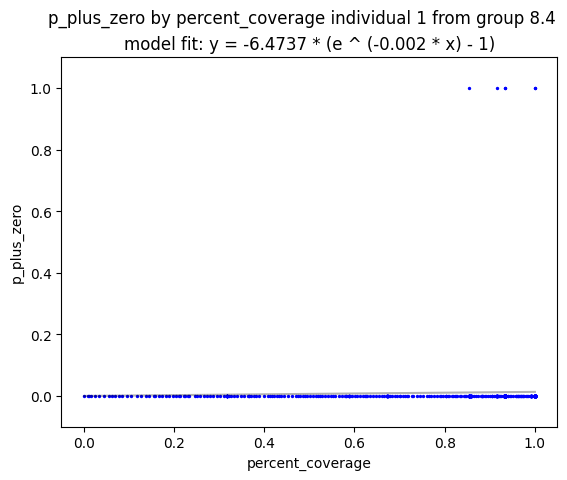 p_plus_zero by percent_coverage individual 1 from group 8.4
model fit: y = -6.4737 * (e ^ (-0.002 * x) - 1)
1.0
0.8
0.6
0.4
0.2
0.0
p_plus_zero
0.0 0.2 0.4 0.6 0.8 1.0
percent_coverage